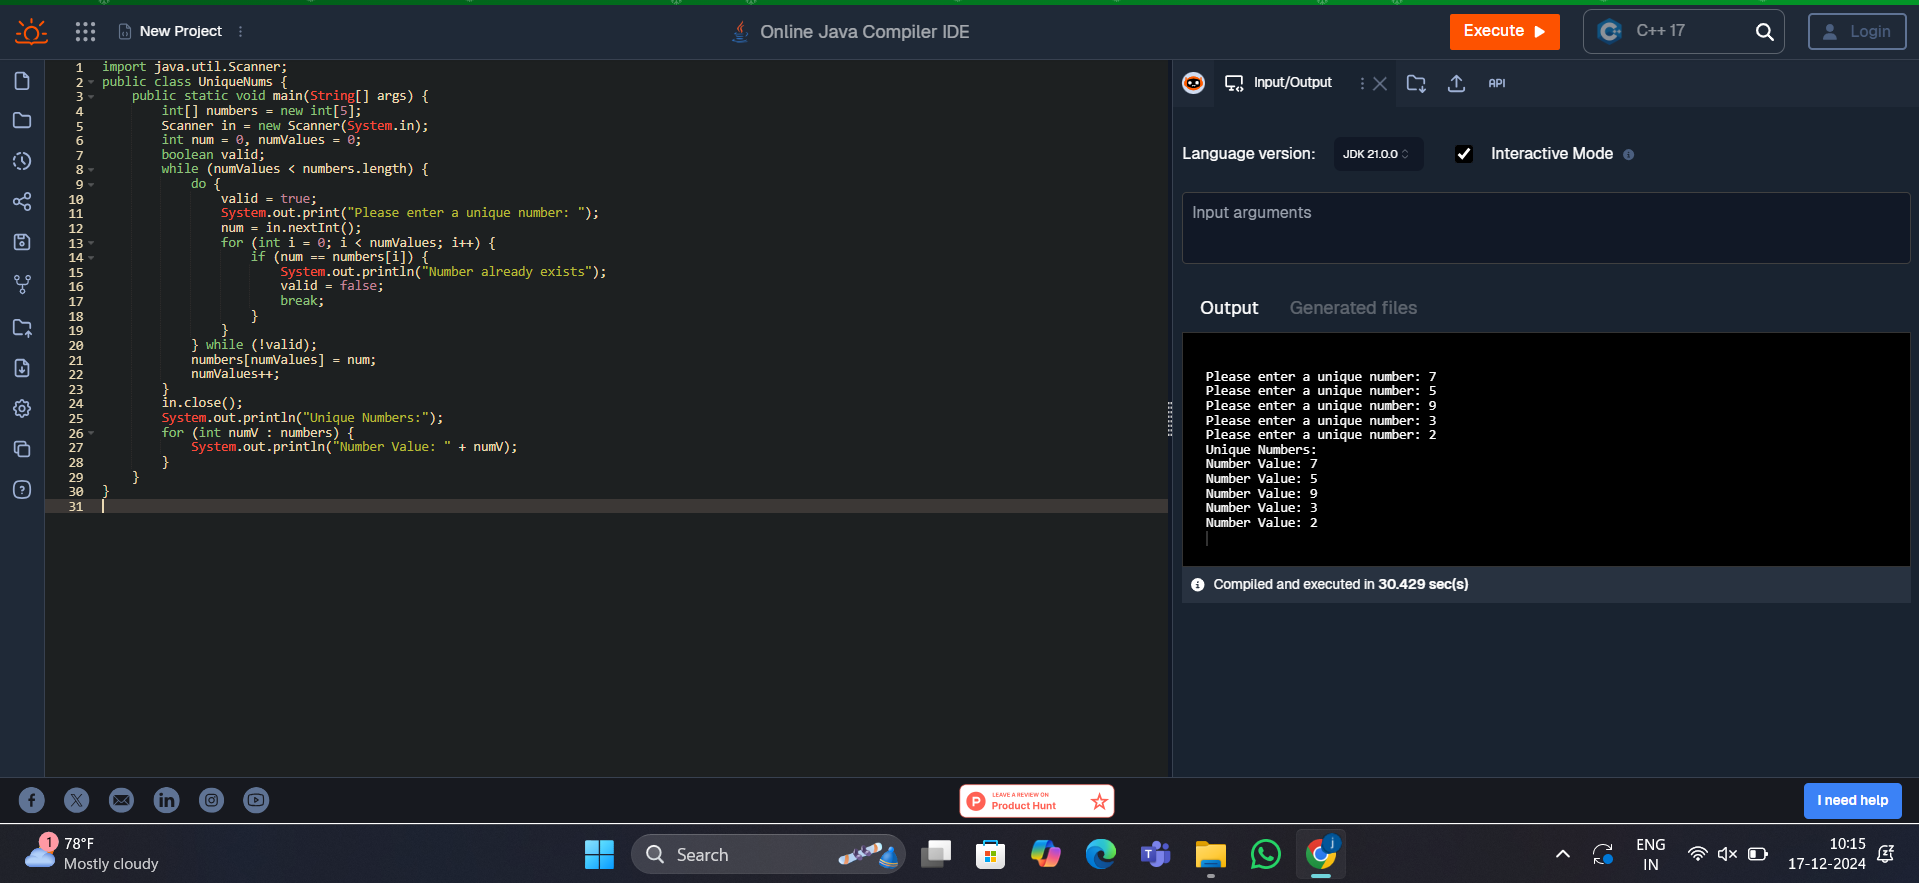 New Project
Online Java Compiler IDE
Execute
C++ 17
Login
1 import java.util.Scanner;
2 public class UniqueNums {
3     public static void main(String[] args) {
4         int[] numbers = new int[5];
5         Scanner in = new Scanner(System.in);
6         int num = 0, numValues = 0;
7         boolean valid;
8         while (numValues < numbers.length) {
9             do {
10                 valid = true;
11                 System.out.print("Please enter a unique number: ");
12                 num = in.nextInt();
13                 for (int i = 0; i < numValues; i++) {
14                     if (num == numbers[i]) {
15                         System.out.println("Number already exists");
16                         valid = false;
17                         break;
18                     }
19                 }
20             } while (!valid);
21             numbers[numValues] = num;
22             numValues++;
23         }
24         in.close();
25         System.out.println("Unique Numbers:");
26         for (int numV : numbers) {
27             System.out.println("Number Value: " + numV);
28         }
29     }
30 }
31
Input/Output
API
Language version:
JDK 21.0.0
Interactive Mode
Input arguments
Output
Generated files
Please enter a unique number: 7
Please enter a unique number: 5
Please enter a unique number: 9
Please enter a unique number: 3
Please enter a unique number: 2
Unique Numbers:
Number Value: 7
Number Value: 5
Number Value: 9
Number Value: 3
Number Value: 2
Compiled and executed in 30.429 sec(s)
LEAVE A REVIEW ON
Product Hunt
I need help
1
78°F
Mostly cloudy
Search
j
ENG
IN
10:15
17-12-2024